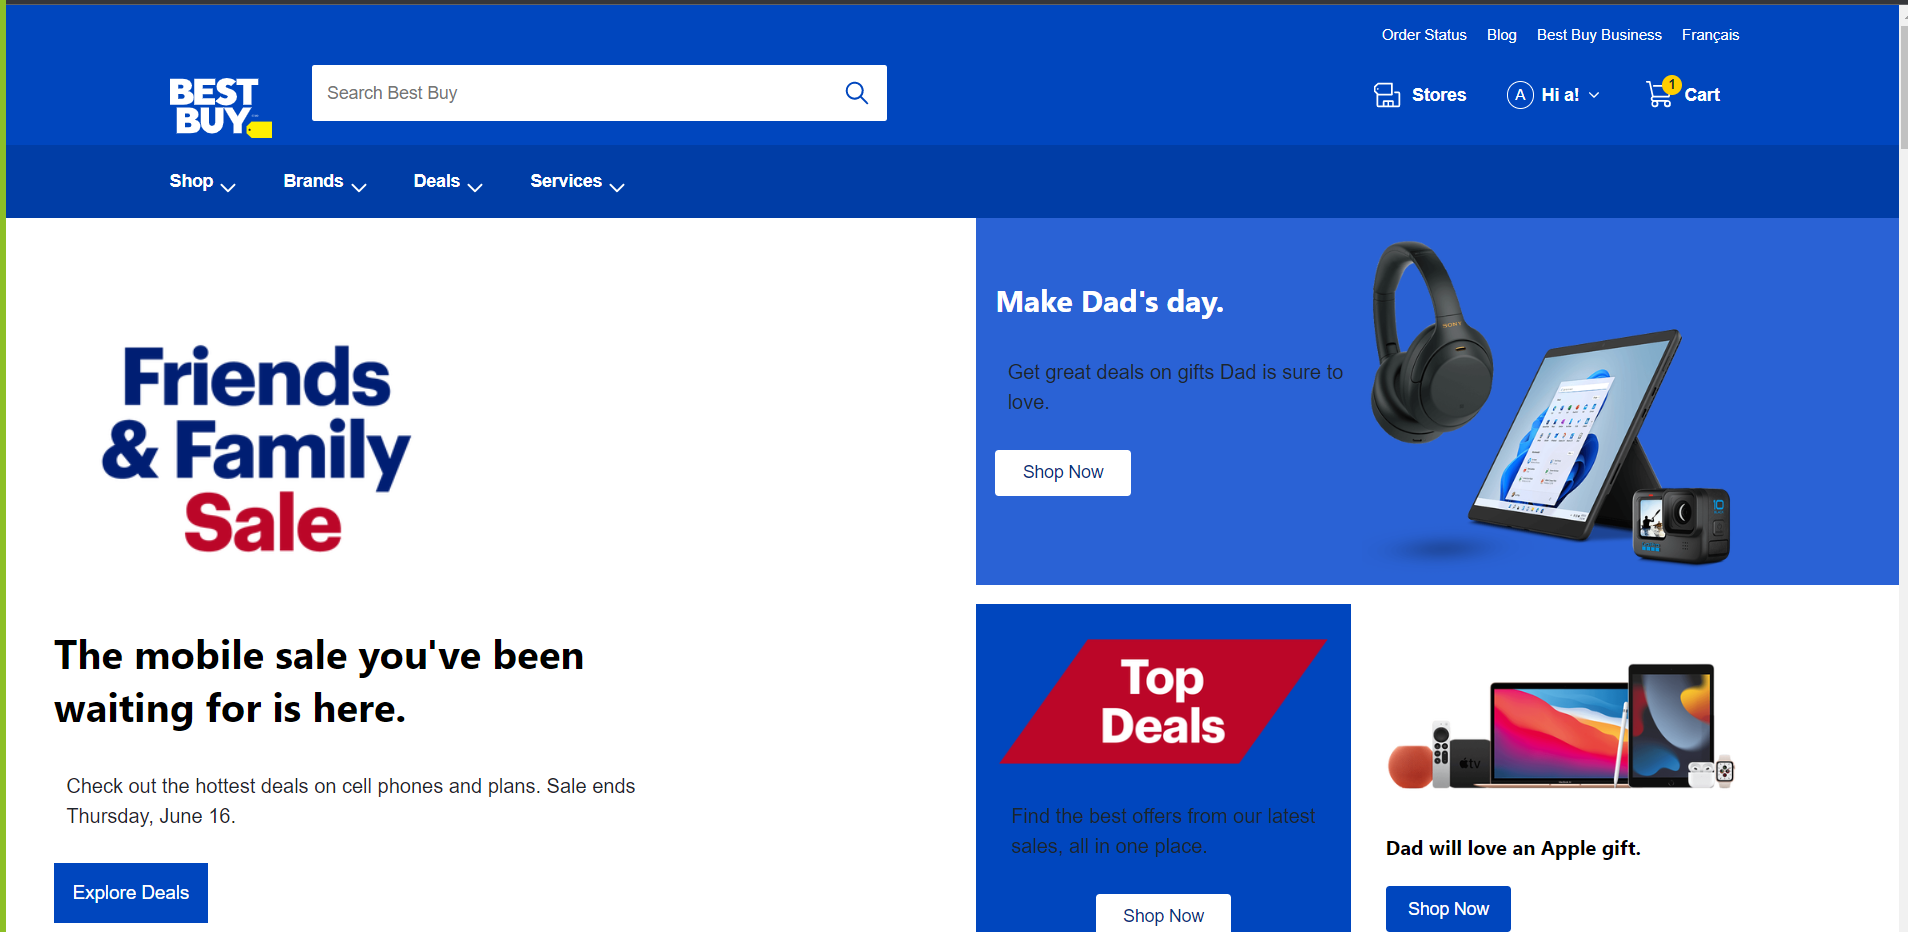 Order Status Blog Best Buy Business Français
BEST
BUY
Search Best Buy
Stores
A Hi a!
1
Cart
Shop Brands Deals Services
Friends
& Family
Sale
The mobile sale you've been
waiting for is here.
Check out the hottest deals on cell phones and plans. Sale ends
Thursday, June 16.
Explore Deals
Make Dad's day.
Get great deals on gifts Dad is sure to
love.
Shop Now
SONY
10
Top
Deals
Find the best offers from our latest
sales, all in one place.
Shop Now
tv
Dad will love an Apple gift.
Shop Now